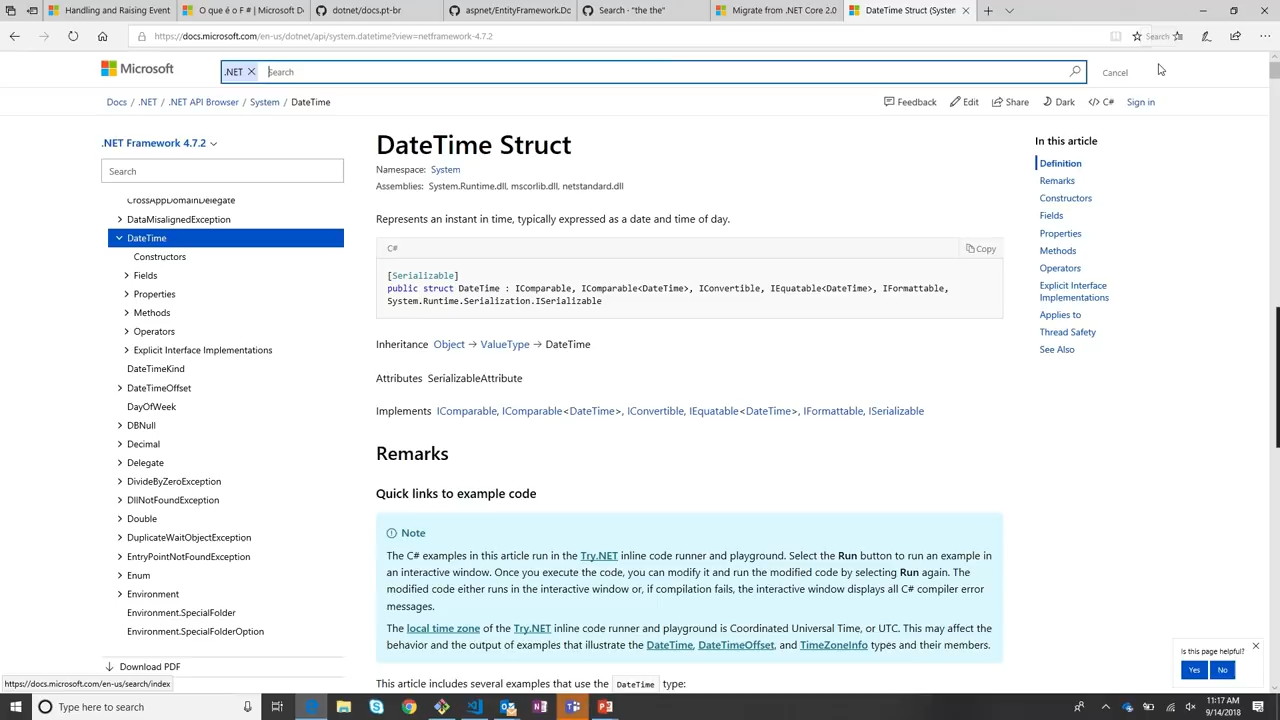 Handling and Raising Event
O que é o F # | Microsoft Do
dotnet/docs.pt-br
aspnet/EntityFramework.Do
Search · "the the"
Migrate from .NET Core 2.0
DateTime Struct (System
https://docs.microsoft.com/en-us/dotnet/api/system.datetime?view=netframework-4.7.2
Search
Microsoft
.NET
Search
Cancel
Docs / .NET / .NET API Browser / System / DateTime
Feedback Edit Share Dark </> C# Sign in
.NET Framework 4.7.2
Search
CrossAppDomainDelegate
DataMisalignedException
DateTime
Constructors
Fields
Properties
Methods
Operators
Explicit Interface Implementations
DateTimeKind
DateTimeOffset
DayOfWeek
DBNull
Decimal
Delegate
DivideByZeroException
DllNotFoundException
Double
DuplicateWaitObjectException
EntryPointNotFoundException
Enum
Environment
Environment.SpecialFolder
Environment.SpecialFolderOption
Download PDF
https://docs.microsoft.com/en-us/search/index
DateTime Struct
Namespace: System
Assemblies: System.Runtime.dll, mscorlib.dll, netstandard.dll
Represents an instant in time, typically expressed as a date and time of day.
C#
Copy
[Serializable]
public struct DateTime : IComparable, IComparable<DateTime>, IConvertible, IEquatable<DateTime>, IFormattable,
System.Runtime.Serialization.ISerializable
Inheritance Object → ValueType → DateTime
Attributes SerializableAttribute
Implements IComparable, IComparable<DateTime>, IConvertible, IEquatable<DateTime>, IFormattable, ISerializable
Remarks
Quick links to example code
Note
The C# examples in this article run in the Try.NET inline code runner and playground. Select the Run button to run an example in
an interactive window. Once you execute the code, you can modify it and run the modified code by selecting Run again. The
modified code either runs in the interactive window or, if compilation fails, the interactive window displays all C# compiler error
messages.
The local time zone of the Try.NET inline code runner and playground is Coordinated Universal Time, or UTC. This may affect the
behavior and the output of examples that illustrate the DateTime, DateTimeOffset, and TimeZoneInfo types and their members.
This article includes several examples that use the DateTime type:
In this article
Definition
Remarks
Constructors
Fields
Properties
Methods
Operators
Explicit Interface
Implementations
Applies to
Thread Safety
See Also
Is this page helpful?
Yes No
Type here to search
11:17 AM
9/14/2018